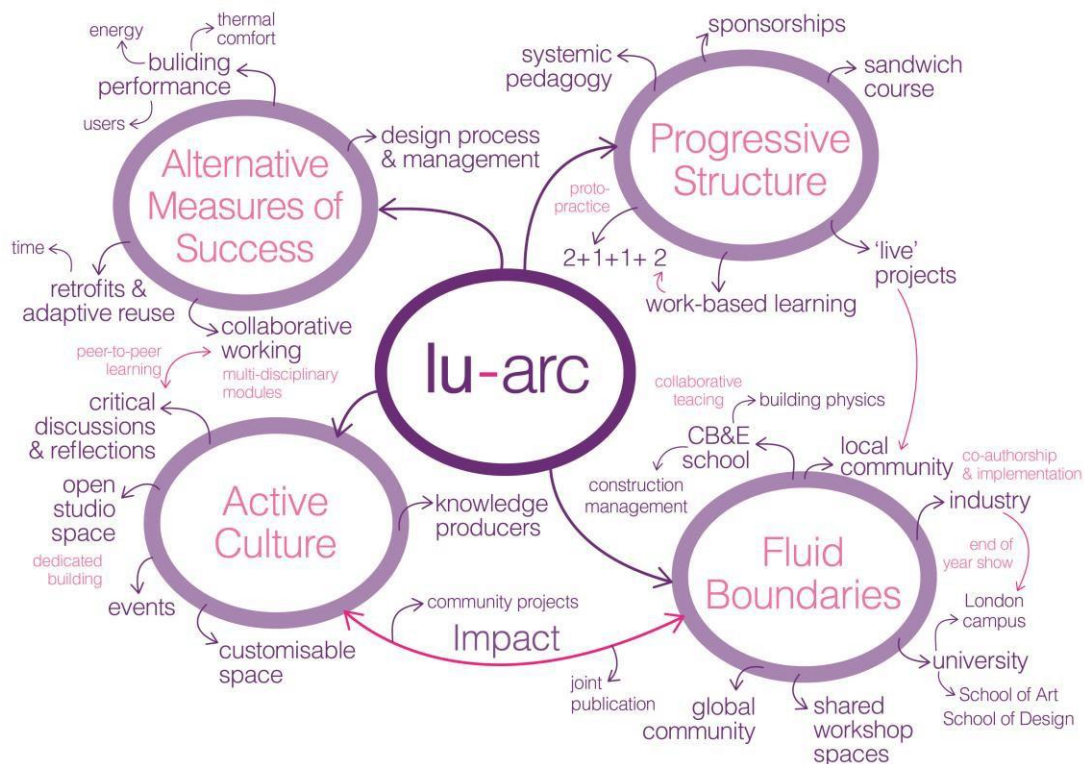 energy
thermal
comfort
buliding
performance
users
Alternative
Measures of
Success
design process
& management
time
retrofits &
adaptive reuse
collaborative
working
multi-disciplinary
modules
peer-to-peer
learning
sponsorships
systemic
pedagogy
sandwich
course
Progressive
Structure
proto-
practice
2+1+1+ 2
work-based learning
'live'
projects
lu-arc
critical
discussions
& reflections
open
studio
space
dedicated
building
events
customisable
space
Active
Culture
knowledge
producers
community projects
Impact
joint
publication
collaborative
teacing
building physics
CB&E
school
construction
management
local
community
co-authorship
& implementation
industry
end of
year show
Fluid
Boundaries
London
campus
university
School of Art
School of Design
global
community
shared
workshop
spaces